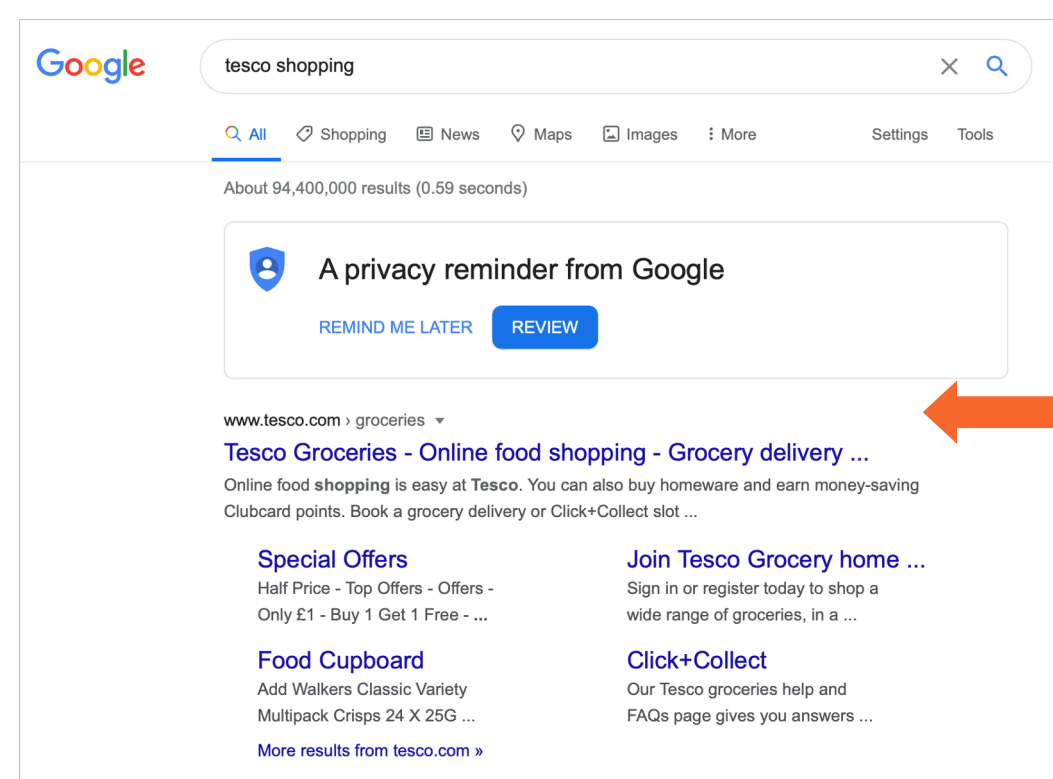 Google
tesco shopping
All Shopping News Maps Images More Settings Tools
About 94,400,000 results (0.59 seconds)
A privacy reminder from Google
REMIND ME LATER REVIEW
www.tesco.com › groceries
Tesco Groceries - Online food shopping - Grocery delivery ...
Online food shopping is easy at Tesco. You can also buy homeware and earn money-saving
Clubcard points. Book a grocery delivery or Click+Collect slot ...
Special Offers
Half Price - Top Offers - Offers -
Only £1 - Buy 1 Get 1 Free - ...
Join Tesco Grocery home ...
Sign in or register today to shop a
wide range of groceries, in a ...
Food Cupboard
Add Walkers Classic Variety
Multipack Crisps 24 X 25G ...
Click+Collect
Our Tesco groceries help and
FAQs page gives you answers ...
More results from tesco.com »